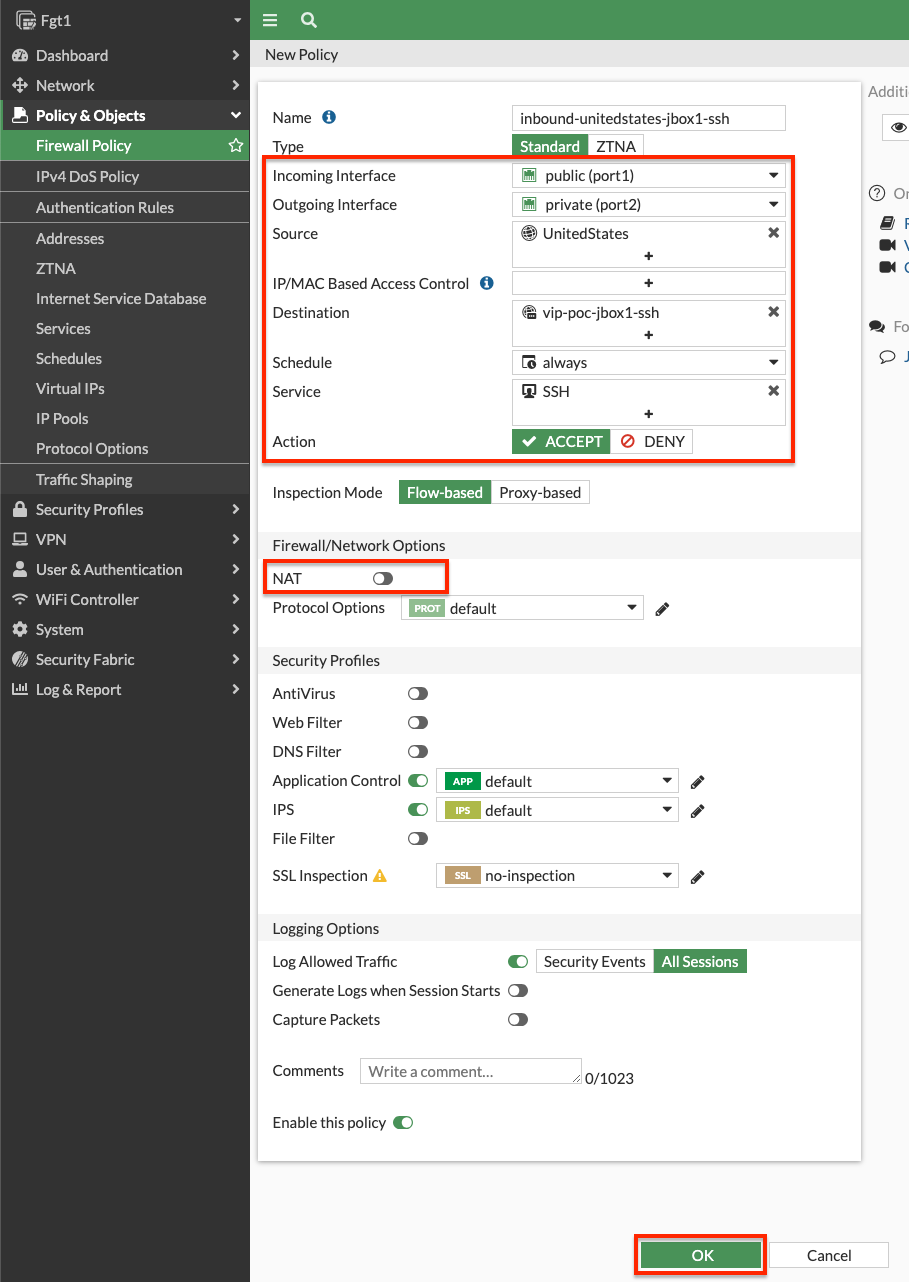 Fgt1
Dashboard
Network
Policy & Objects
Firewall Policy
IPv4 DoS Policy
Authentication Rules
Addresses
ZTNA
Internet Service Database
Services
Schedules
Virtual IPs
IP Pools
Protocol Options
Traffic Shaping
Security Profiles
VPN
User & Authentication
WiFi Controller
System
Security Fabric
Log & Report
New Policy
Name inbound-unitedstates-jbox1-ssh
Type Standard ZTNA
Incoming Interface public (port1)
Outgoing Interface private (port2)
Source UnitedStates
+
IP/MAC Based Access Control +
Destination vip-poc-jbox1-ssh
+
Schedule always
Service SSH
+
Action ACCEPT DENY
Inspection Mode Flow-based Proxy-based
Firewall/Network Options
NAT
Protocol Options PROT default
Security Profiles
AntiVirus
Web Filter
DNS Filter
Application Control APP default
IPS IPS default
File Filter
SSL Inspection SSL no-inspection
Logging Options
Log Allowed Traffic Security Events All Sessions
Generate Logs when Session Starts
Capture Packets
Comments Write a comment... 0/1023
Enable this policy
OK Cancel
Additi